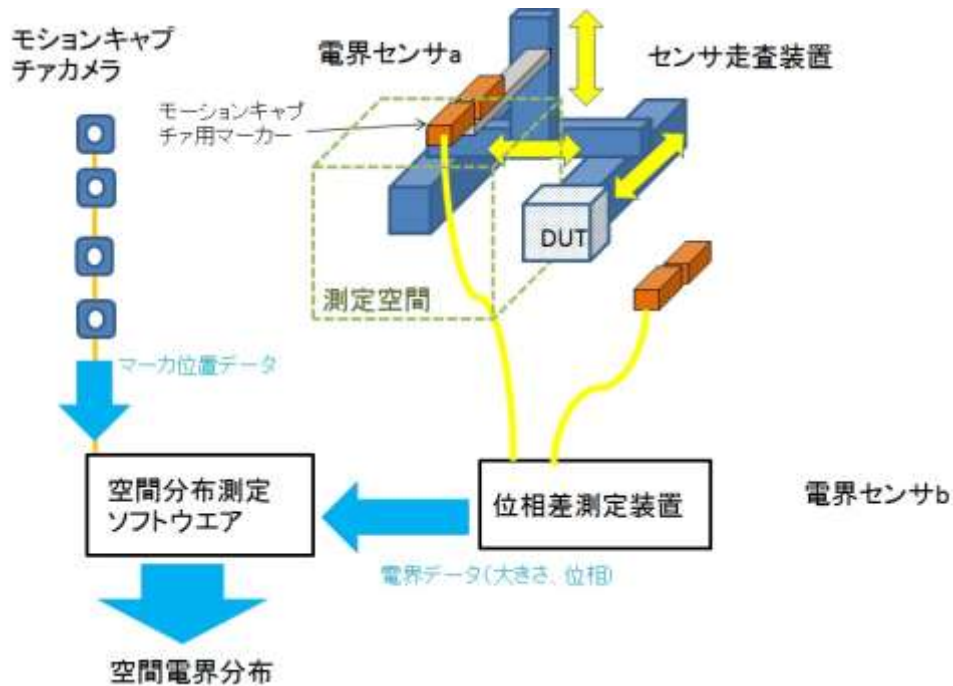 モションキャプ
チァカメラ
電界センサa
センサ走査装置
モーションキャプ
チァ用マーカー
DUT
測定空間
マーカ位置データ
空間分布測定
ソフトウエア
位相差測定装置
電界センサb
電界データ(大きさ、位相)
空間電界分布